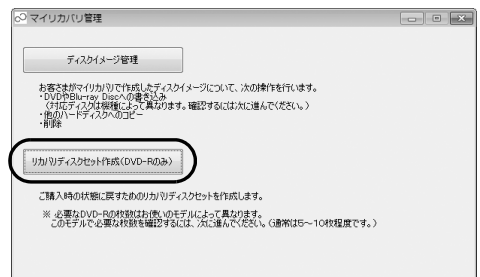 マイリカバリ管理
ディスクイメージ管理
お客さまがマイリカバリで作成したディスクイメージについて、次の操作を行います。
・DVDやBlu-ray Discへの書き込み
（対応ディスクは機種によって異なります。確認するには次に進んでください。）
・他のハードディスクへのコピー
・削除
リカバリディスクセット作成(DVD-Rのみ)
ご購入時の状態に戻すためのリカバリディスクセットを作成します。
※ 必要なDVD-Rの枚数はお使いのモデルによって異なります。
このモデルで必要な枚数を確認するには、次に進んでください。（通常は5～10枚程度です。）